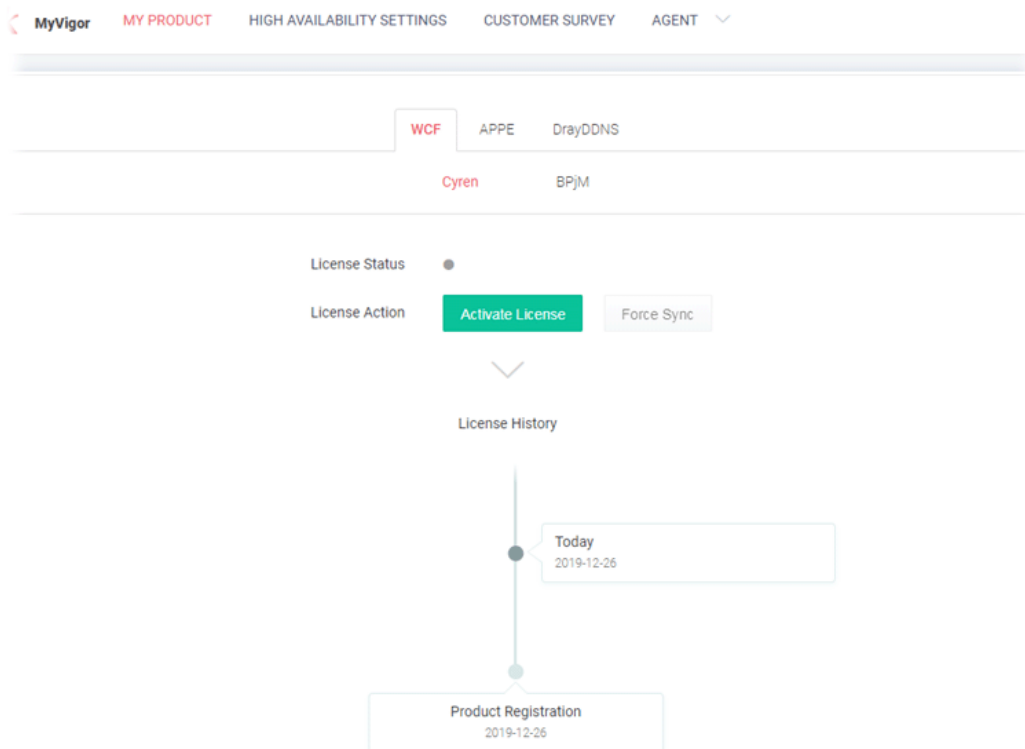 MyVigor MY PRODUCT HIGH AVAILABILITY SETTINGS CUSTOMER SURVEY AGENT
WCF APPE DrayDDNS
Cyren BPjM
License Status
License Action Activate License Force Sync
License History
Today
2019-12-26
Product Registration
2019-12-26